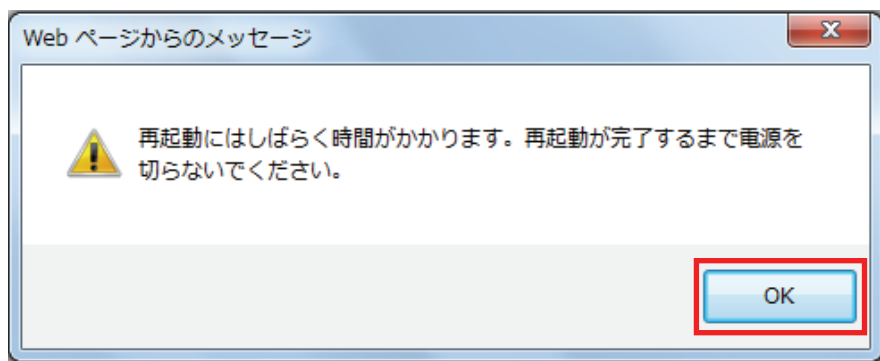 Web ページからのメッセージ
再起動にはしばらく時間がかかります。再起動が完了するまで電源を
切らないでください。
OK